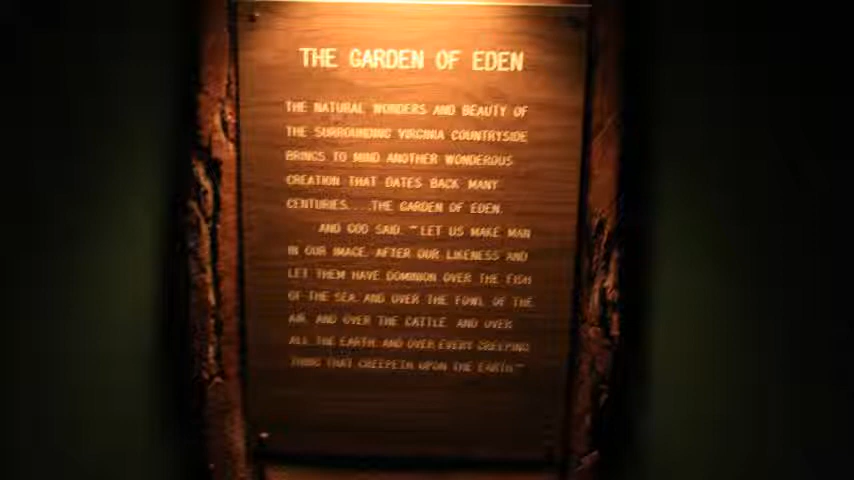 THE GARDEN OF EDEN
THE NATURAL WONDERS AND BEAUTY OF
THE SURROUNDING VIRGINIA COUNTRYSIDE
BRINGS TO MIND ANOTHER WONDEROUS
CREATION THAT DATES BACK MANY
CENTURIES....THE GARDEN OF EDEN.
AND GOD SAID, "LET US MAKE MAN
IN OUR IMAGE, AFTER OUR LIKENESS AND
LET THEM HAVE DOMINION OVER THE FISH
OF THE SEA, AND OVER THE FOWL OF THE
AIR, AND OVER THE CATTLE, AND OVER
ALL THE EARTH, AND OVER EVERY CREEPING
THING THAT CREEPETH UPON THE EARTH"